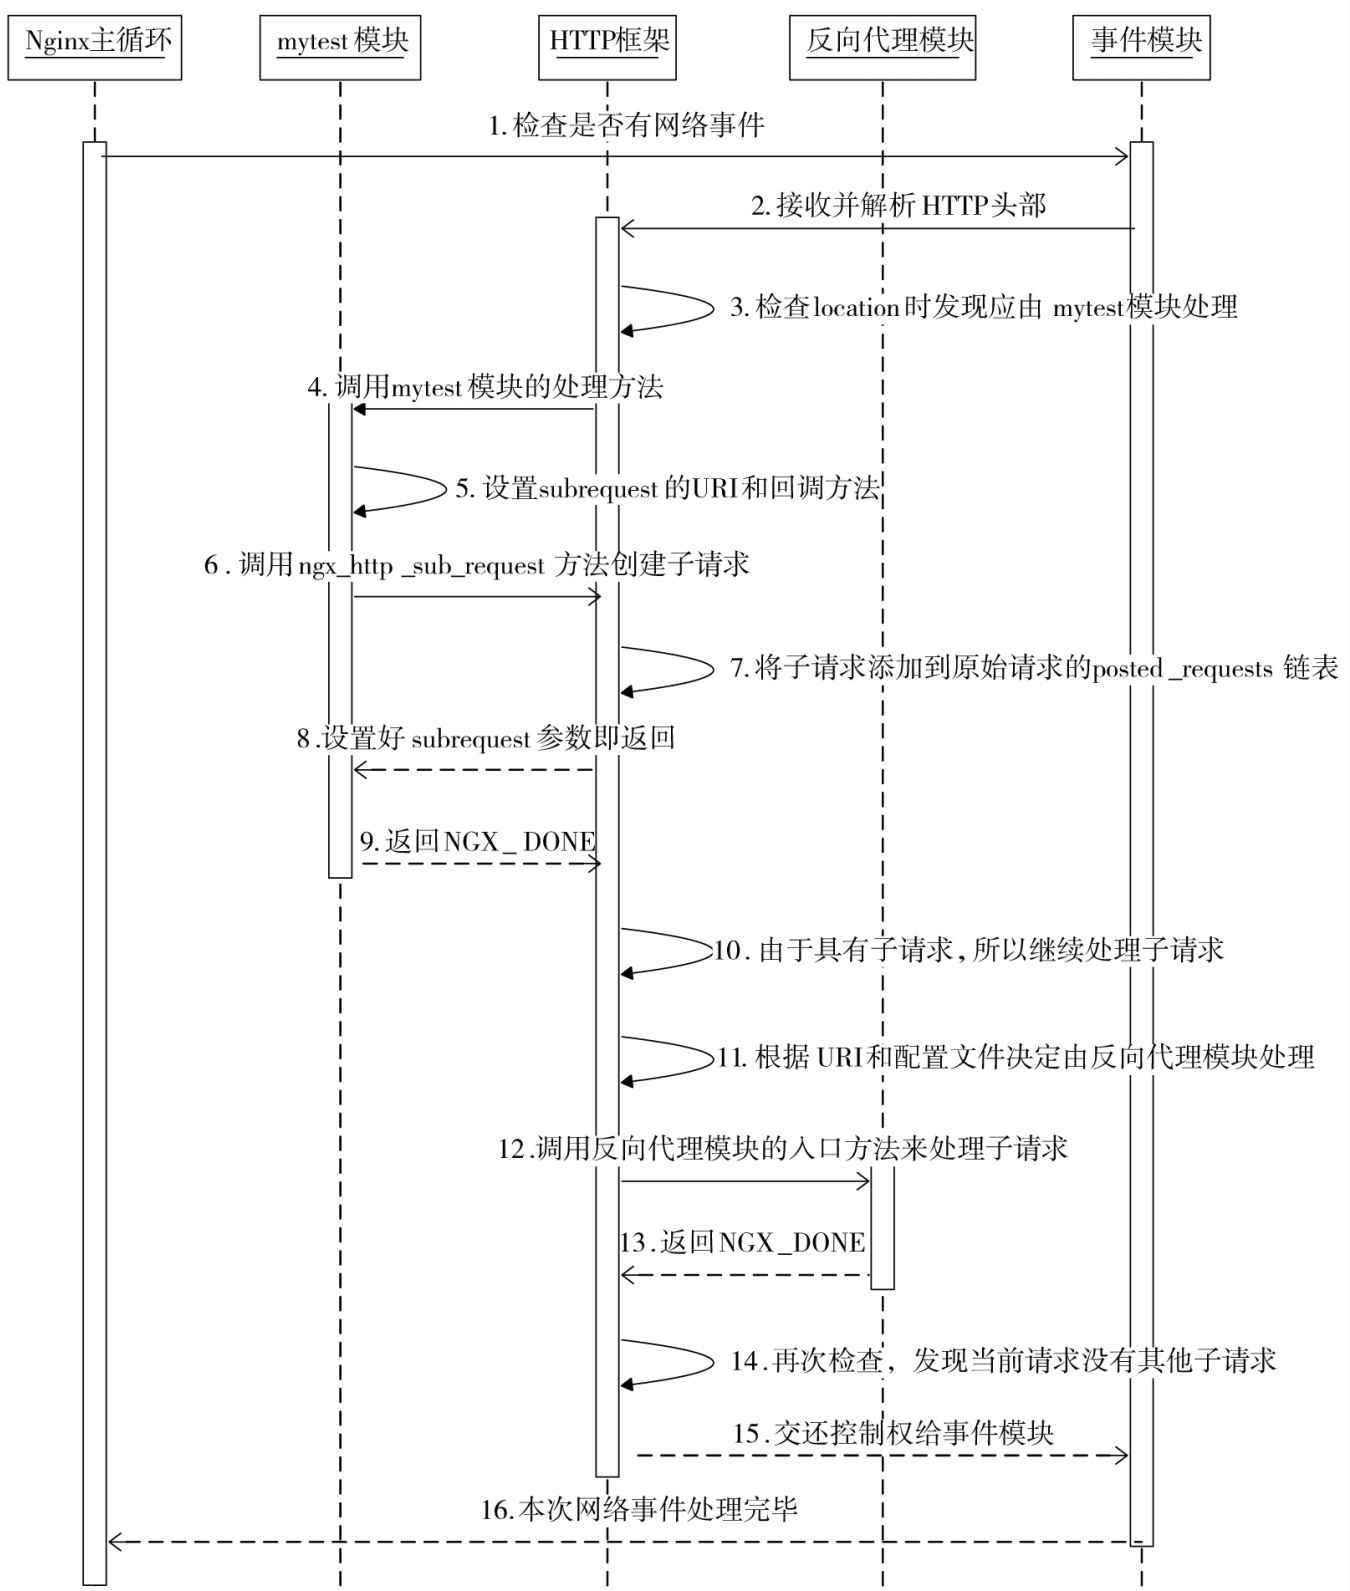 Nginx主循环
mytest 模块
HTTP框架
反向代理模块
事件模块
1.检查是否有网络事件
2.接收并解析 HTTP头部
3.检查location时发现应由 mytest模块处理
4.调用mytest 模块的处理方法
5.设置subrequest 的URI和回调方法
6.调用ngx_http _sub_request 方法创建子请求
7.将子请求添加到原始请求的posted _requests 链表
8.设置好 subrequest 参数即返回
9.返回NGX_ DONE
10.由于具有子请求,所以继续处理子请求
11.根据 URI和配置文件决定由反向代理模块处理
12.调用反向代理模块的入口方法来处理子请求
13.返回NGX_DONE
14.再次检查，发现当前请求没有其他子请求
15.交还控制权给事件模块
16.本次网络事件处理完毕